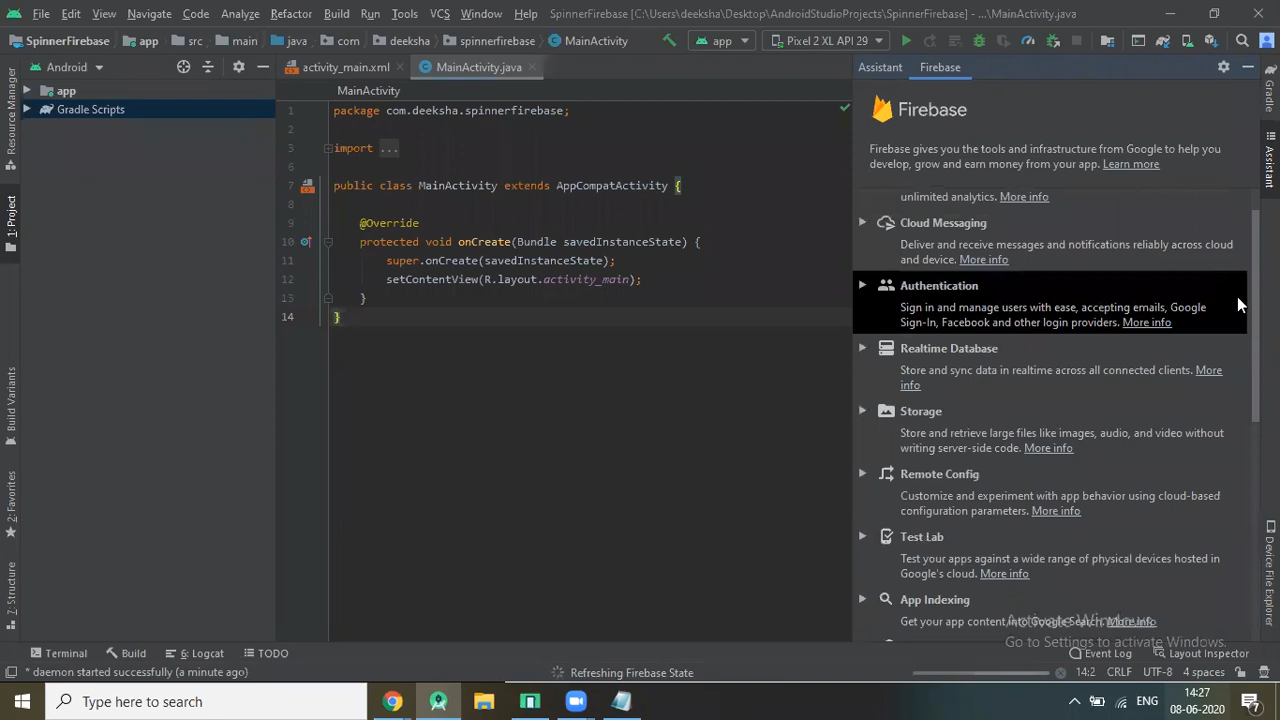 File Edit View Navigate Code Analyze Refactor Build Run Tools VCS Window Help SpinnerFirebase [C:\Users\deeksha\Desktop\AndroidStudioProjects\SpinnerFirebase] - ...\MainActivity.java
SpinnerFirebase app src main java com deeksha spinnerfirebase MainActivity app Pixel 2 XL API 29
Android activity_main.xml MainActivity.java Assistant Firebase
app
Gradle Scripts
MainActivity
1 package com.deeksha.spinnerfirebase;
2
3 import ...
6
7 public class MainActivity extends AppCompatActivity {
8
9 @Override
10 protected void onCreate(Bundle savedInstanceState) {
11 super.onCreate(savedInstanceState);
12 setContentView(R.layout.activity_main);
13 }
14 }
Firebase
Firebase gives you the tools and infrastructure from Google to help you
develop, grow and earn money from your app. Learn more
unlimited analytics. More info
Cloud Messaging
Deliver and receive messages and notifications reliably across cloud
and device. More info
Authentication
Sign in and manage users with ease, accepting emails, Google
Sign-In, Facebook and other login providers. More info
Realtime Database
Store and sync data in realtime across all connected clients. More
info
Storage
Store and retrieve large files like images, audio, and video without
writing server-side code. More info
Remote Config
Customize and experiment with app behavior using cloud-based
configuration parameters. More info
Test Lab
Test your apps against a wide range of physical devices hosted in
Google's cloud. More info
App Indexing
Get your app content into Google Search. More info
Activate Windows
Go to Settings to activate Windows.
Resource Manager
1: Project
Build Variants
2: Favorites
7: Structure
Gradle
Assistant
Device File Explorer
Terminal Build 6: Logcat TODO Event Log Layout Inspector
* daemon started successfully (a minute ago) Refreshing Firebase State 14:2 CRLF UTF-8 4 spaces
Type here to search ENG 14:27
08-06-2020
7